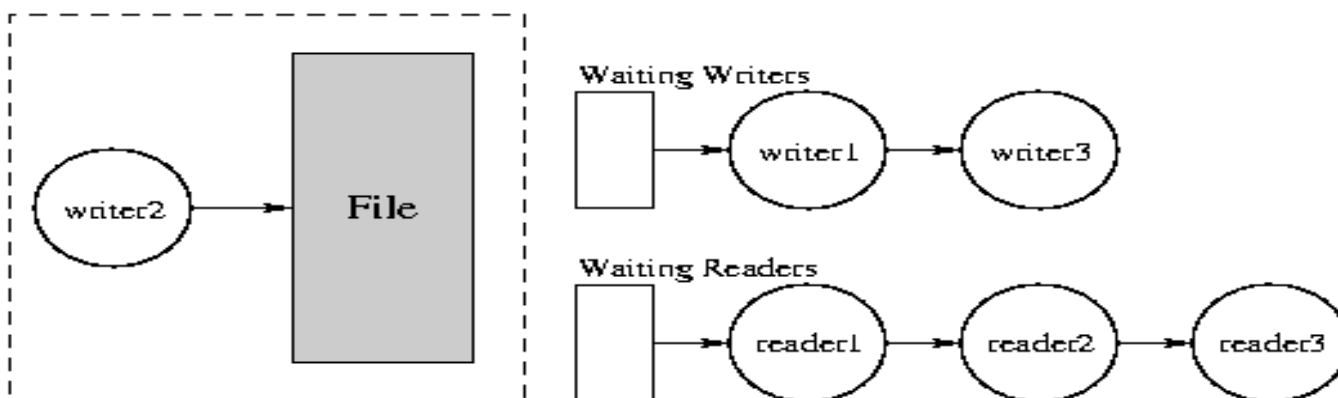 writer2
File
Waiting Writers
writer1
writer3
Waiting Readers
reader1
reader2
reader3